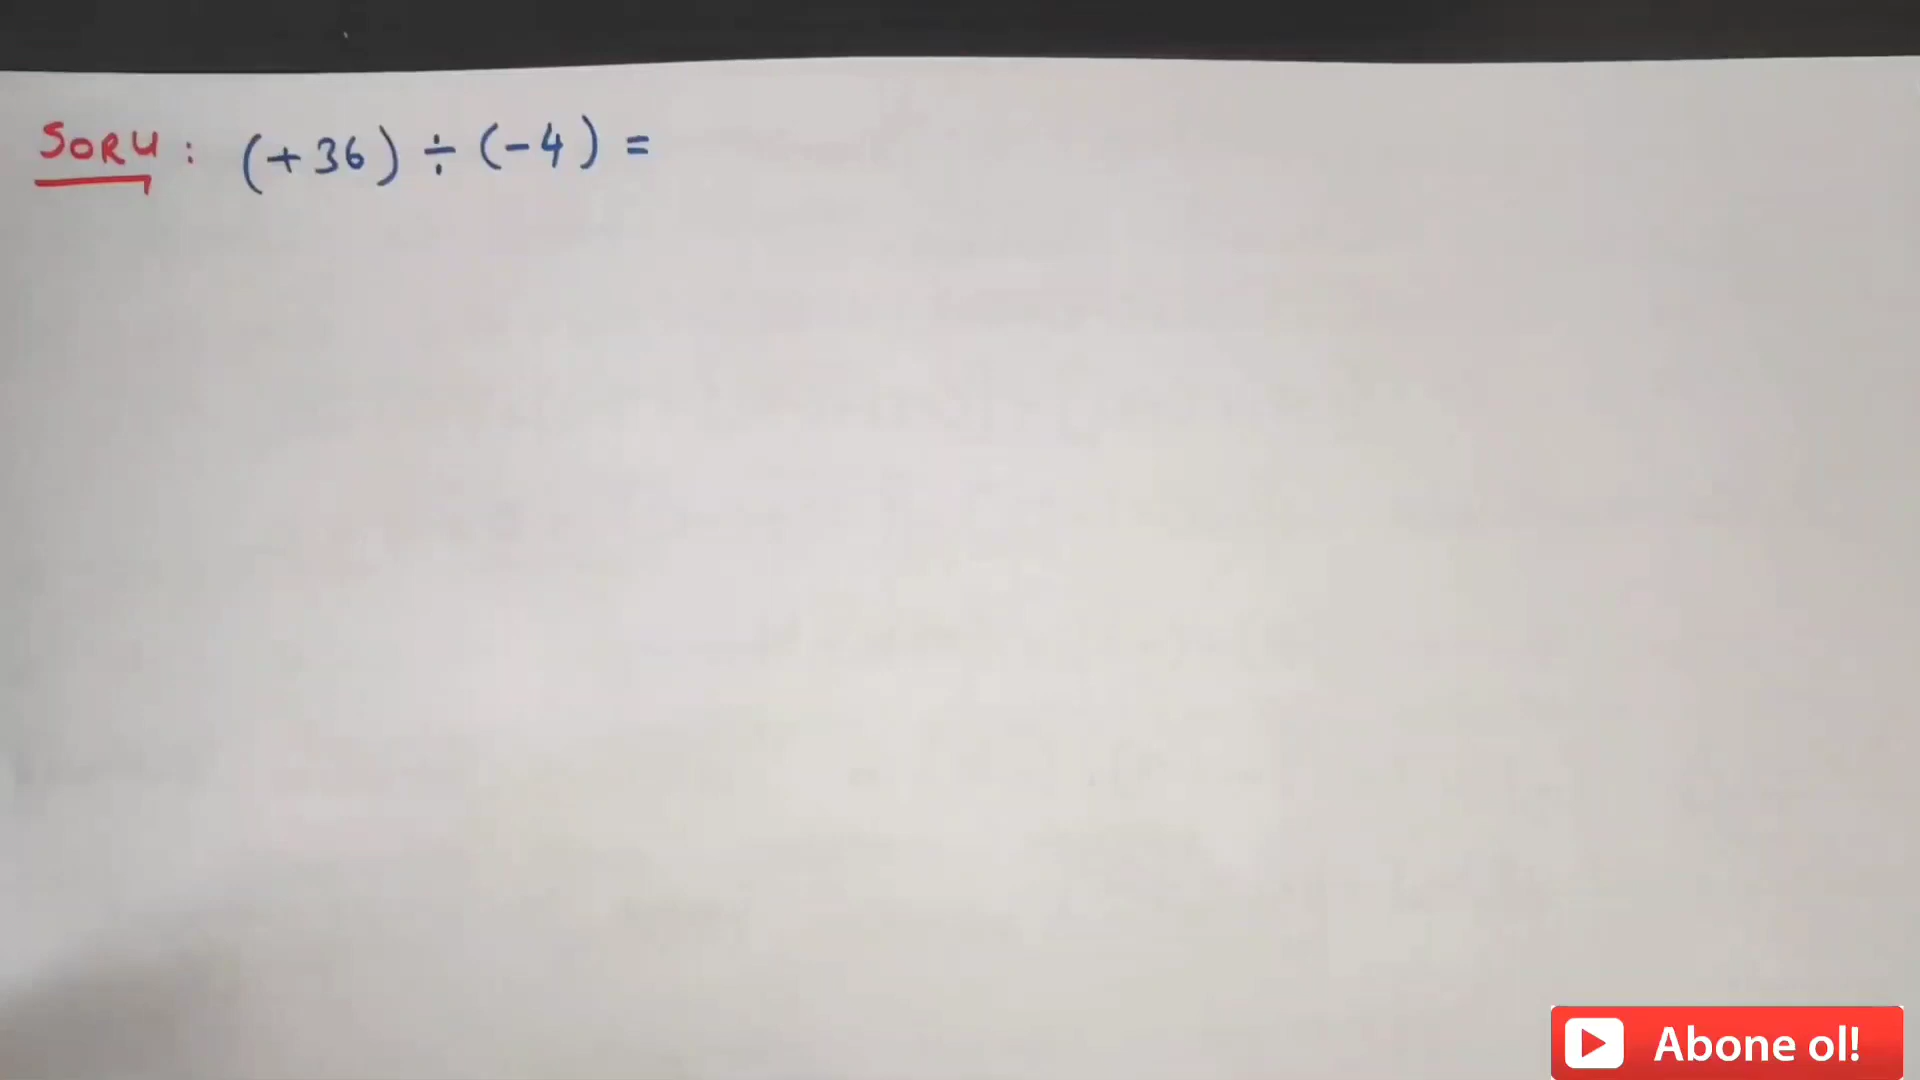 SORU : (+36) ÷ (-4) =
Abone ol!